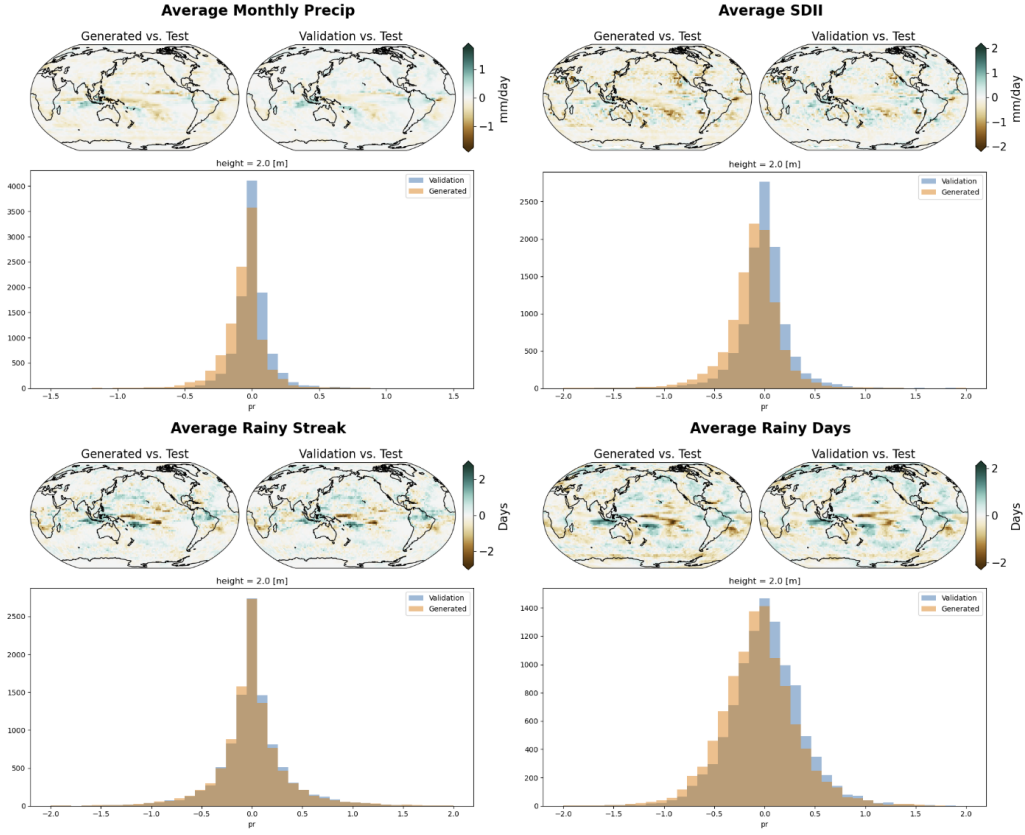 Average Monthly Precip
Generated vs. Test
Validation vs. Test
1
0
−1
mm/day
height = 2.0 [m]
4000
3500
3000
2500
2000
1500
1000
500
0
Validation
Generated
−1.5 −1.0 −0.5 0.0 0.5 1.0 1.5
pr
Average SDII
Generated vs. Test
Validation vs. Test
2
1
0
−1
−2
mm/day
height = 2.0 [m]
2500
2000
1500
1000
500
0
Validation
Generated
−2.0 −1.5 −1.0 −0.5 0.0 0.5 1.0 1.5 2.0
pr
Average Rainy Streak
Generated vs. Test
Validation vs. Test
2
0
−2
Days
height = 2.0 [m]
2500
2000
1500
1000
500
0
Validation
Generated
−2.0 −1.5 −1.0 −0.5 0.0 0.5 1.0 1.5 2.0
pr
Average Rainy Days
Generated vs. Test
Validation vs. Test
2
0
−2
Days
height = 2.0 [m]
1400
1200
1000
800
600
400
200
0
Validation
Generated
−2.0 −1.5 −1.0 −0.5 0.0 0.5 1.0 1.5 2.0
pr